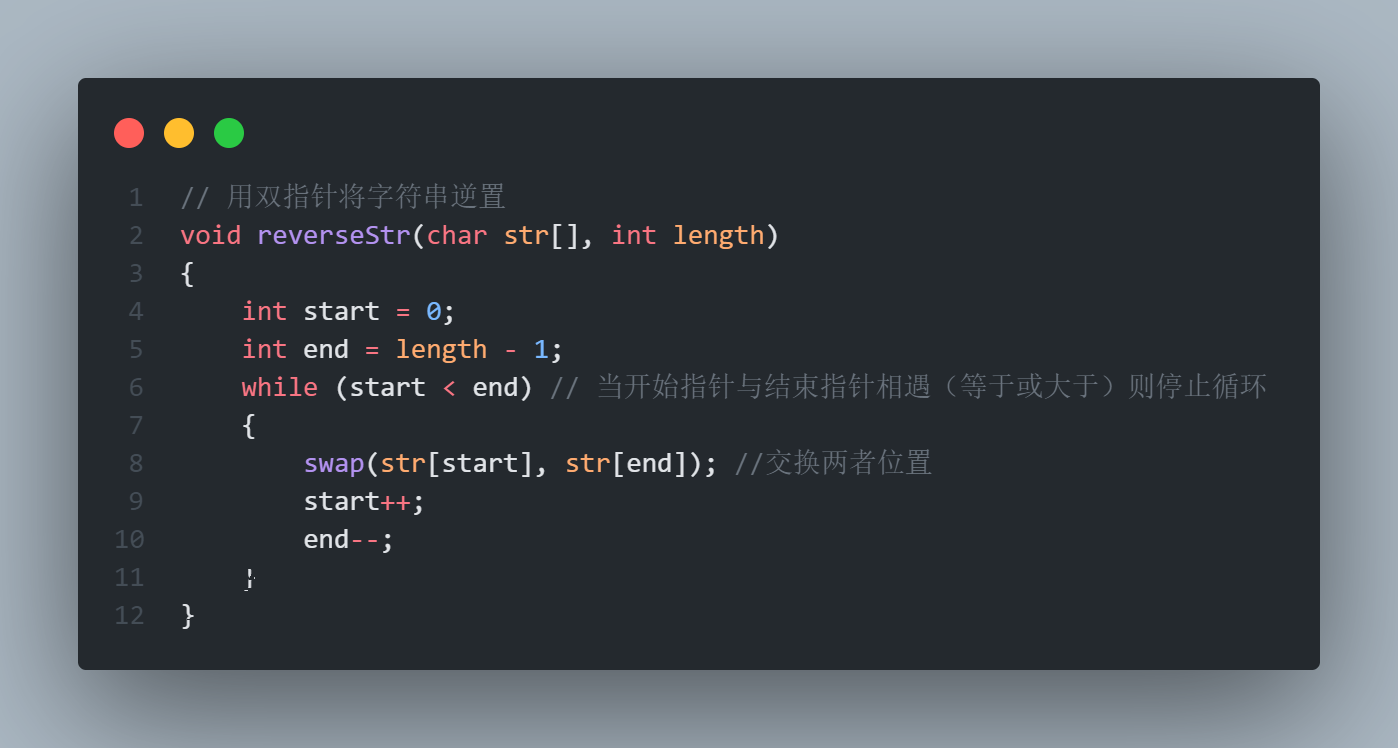 1 // 用双指针将字符串逆置
2 void reverseStr(char str[], int length)
3 {
4 int start = 0;
5 int end = length - 1;
6 while (start < end) // 当开始指针与结束指针相遇（等于或大于）则停止循环
7 {
8 swap(str[start], str[end]); //交换两者位置
9 start++;
10 end--;
11 }
12 }